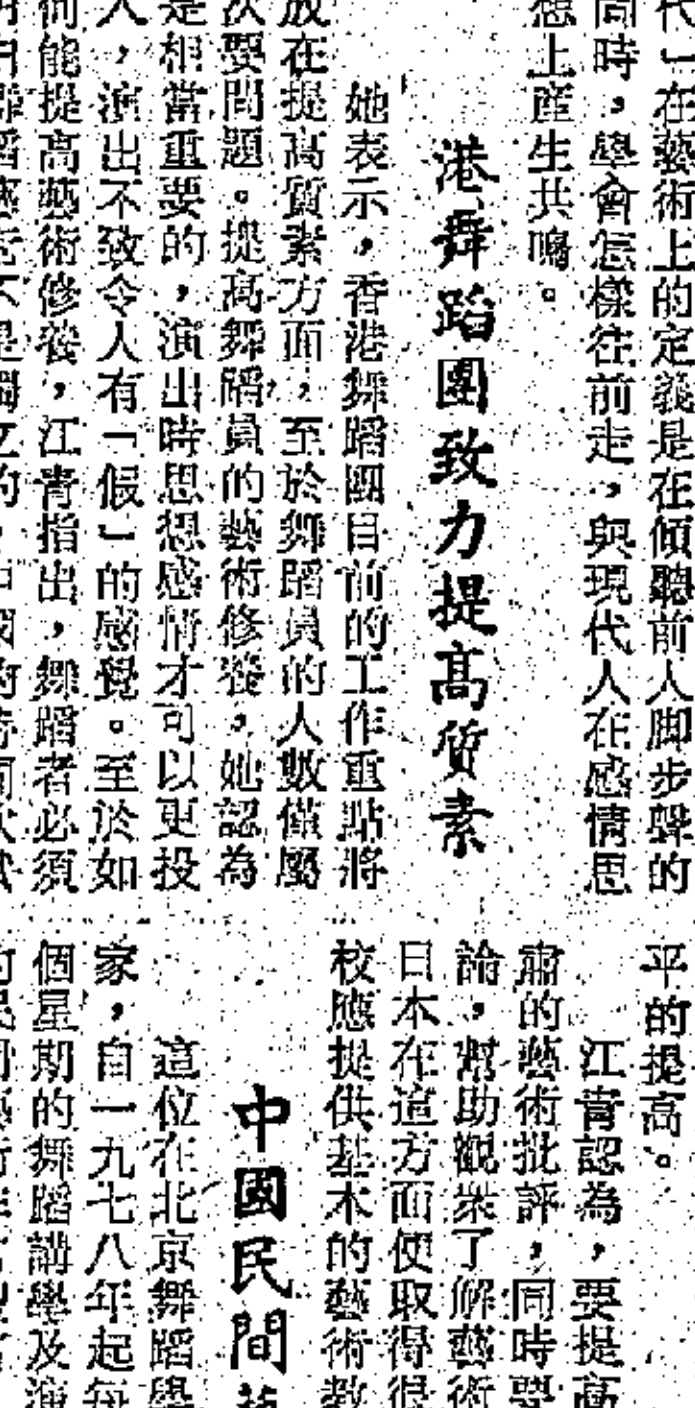 代﹂在藝術上的定義是在傾聽前人脚步聲的
同時，學會怎樣往前走，與現代人在感情思
想上產生共鳴。
港舞蹈團致力提高質素
她表示，香港舞蹈團目前的工作重點將
放在提高質素方面，至於舞蹈員的人數僅屬
次要問題。提高舞蹈員的藝術修養，她認為
是相當重要的，演出時思想感情才可以更投
人，演出不致令人有﹁假﹂的感覺。至於如
何能提高藝術修養，江青指出，舞蹈者必須
平的提高。
江青認為，要提高
肅的藝術批評，同時要
論，幫助觀衆了解藝術
日本在這方面便取得很
校應提供基本的藝術教
中國民間
這位在北京舞蹈學
家，自一九七八年起每
個星期的舞蹈講學及演